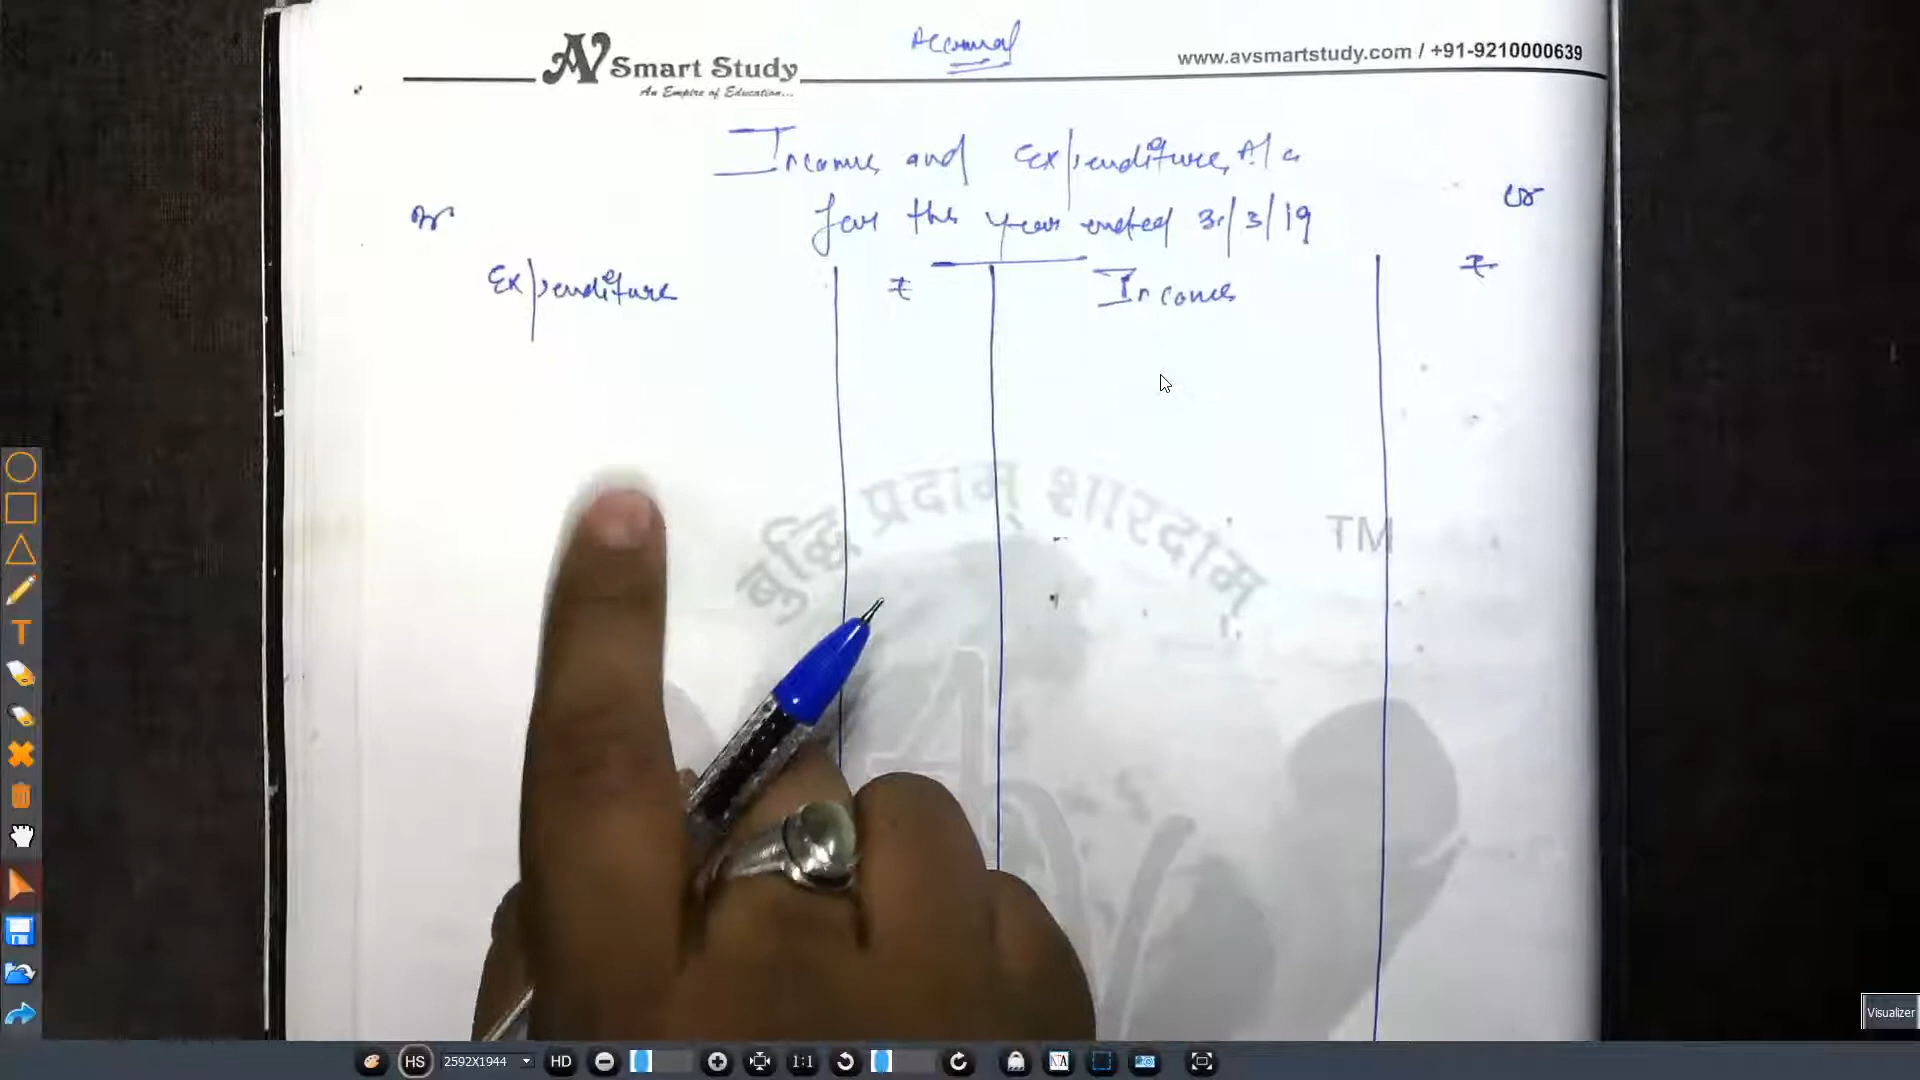 Accrual
AV Smart Study
An Empire of Education...
www.avsmartstudy.com / +91-9210000639
Income and Expenditure A/c
for the year ended 31/3/19
Dr
Cr
Expenditure
₹
Income
₹
बुद्धि प्रदाम् शारदाम्
TM
AV
T
Visualizer
HS
2592X1944
HD
1:1